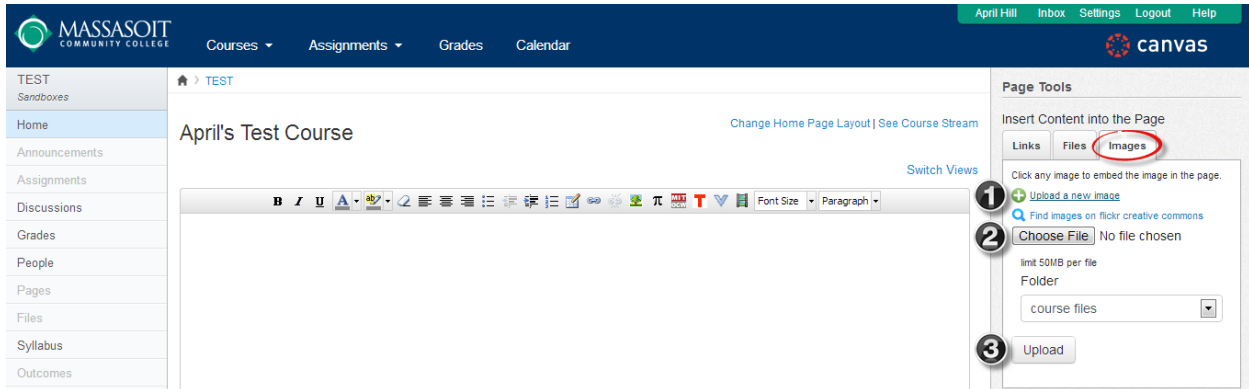 April Hill Inbox Settings Logout Help
MASSASOIT
COMMUNITY COLLEGE
Courses Assignments Grades Calendar
canvas
TEST
Sandboxes
Home
Announcements
Assignments
Discussions
Grades
People
Pages
Files
Syllabus
Outcomes
TEST
April's Test Course
Change Home Page Layout | See Course Stream
Switch Views
B I U A aby π T V Font Size Paragraph
Page Tools
Insert Content into the Page
Links Files Images
Click any image to embed the image in the page.
1 Upload a new image
Find images on flickr creative commons
2 Choose File No file chosen
limit 50MB per file
Folder
course files
3 Upload